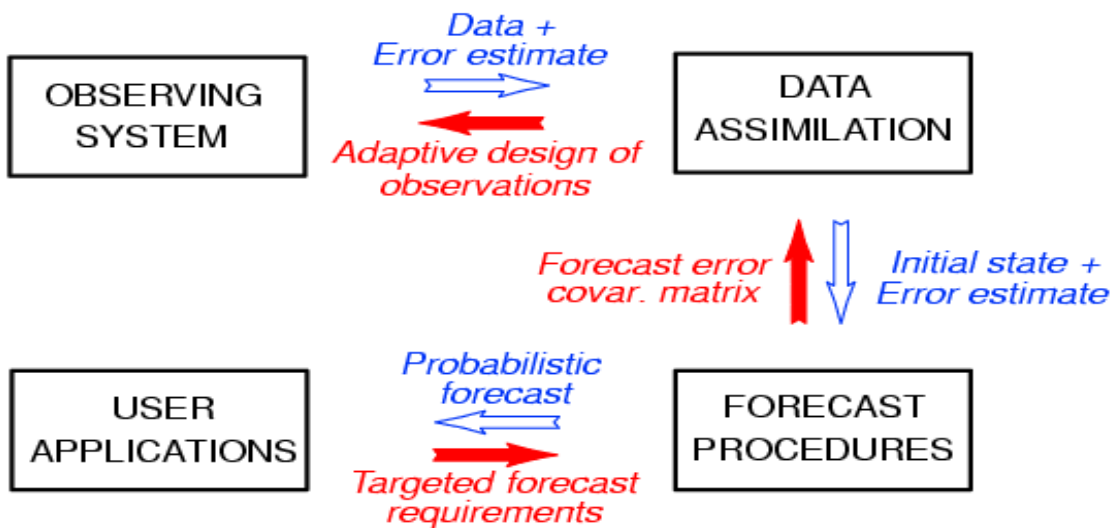 OBSERVING
SYSTEM
Data +
Error estimate
Adaptive design of
observations
DATA
ASSIMILATION
Forecast error
covar. matrix
Initial state +
Error estimate
USER
APPLICATIONS
Probabilistic
forecast
Targeted forecast
requirements
FORECAST
PROCEDURES